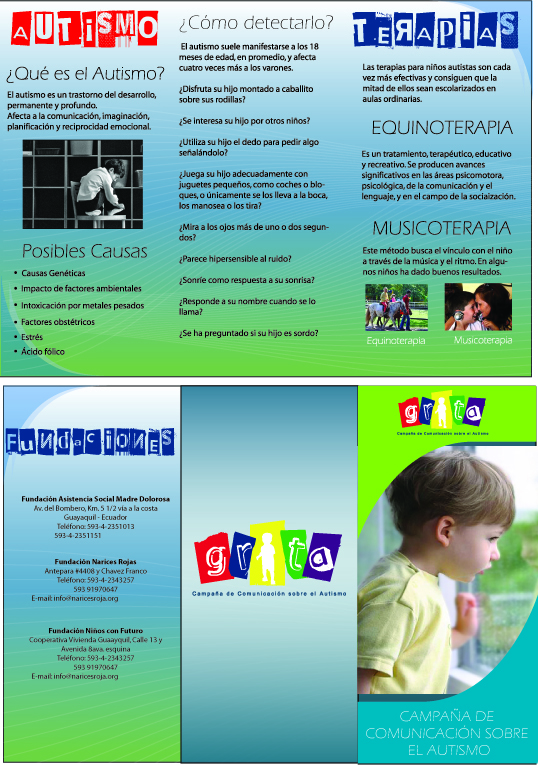 AUTiSMO
¿Qué es el Autismo?
El autismo es un trastorno del desarrollo,
permanente y profundo.
Afecta a la comunicación, imaginación,
planificación y reciprocidad emocional.
Posibles Causas
• Causas Genéticas
• Impacto de factores ambientales
• Intoxicación por metales pesados
• Factores obstétricos
• Estrés
• Ácido fólico
¿Cómo detectarlo?
El autismo suele manifestarse a los 18
meses de edad, en promedio, y afecta
cuatro veces más a los varones.
¿Disfruta su hijo montado a caballito
sobre sus rodillas?
¿Se interesa su hijo por otros niños?
¿Utiliza su hijo el dedo para pedir algo
señalándolo?
¿Juega su hijo adecuadamente con
juguetes pequeños, como coches o blo-
ques, o únicamente se los lleva a la boca,
los manosea o los tira?
¿Mira a los ojos más de uno o dos segun-
dos?
¿Parece hipersensible al ruido?
¿Sonríe como respuesta a su sonrisa?
¿Responde a su nombre cuando se lo
llama?
¿Se ha preguntado si su hijo es sordo?
TERAPiAS
Las terapias para niños autistas son cada
vez más efectivas y consiguen que la
mitad de ellos sean escolarizados en
aulas ordinarias.
EQUINOTERAPIA
Es un tratamiento, terapéutico, educativo
y recreativo. Se producen avances
significativos en las áreas psicomotora,
psicológica, de la comunicación y el
lenguaje, y en el campo de la socialización.
MUSICOTERAPIA
Este método busca el vínculo con el niño
a través de la música y el ritmo. En algu-
nos niños ha dado buenos resultados.
Equinoterapia
Musicoterapia
FUNDACiONES
Fundación Asistencia Social Madre Dolorosa
Av. del Bombero, Km. 5 1/2 vía a la costa
Guayaquil - Ecuador
Teléfono: 593-4-2351013
593-4-2351151
Fundación Narices Rojas
Antepara #4408 y Chavez Franco
Teléfono: 593-4-2343257
593 91970647
E-mail: info@naricesroja.org
Fundación Niños con Futuro
Cooperativa Vivienda Guaayquil, Calle 13 y
Avenida 8ava. esquina
Teléfono: 593-4-2343257
593 91970647
E-mail: info@naricesroja.org
grita
Campaña de Comunicación sobre el Autismo
grita
Campaña de Comunicación sobre el Autismo
CAMPAÑA DE
COMUNICACIÓN SOBRE
EL AUTISMO